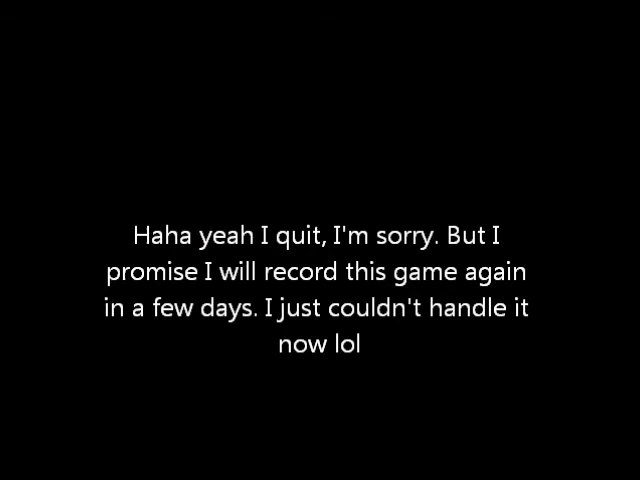 Haha yeah I quit, I'm sorry. But I
promise I will record this game again
in a few days. I just couldn't handle it
now lol